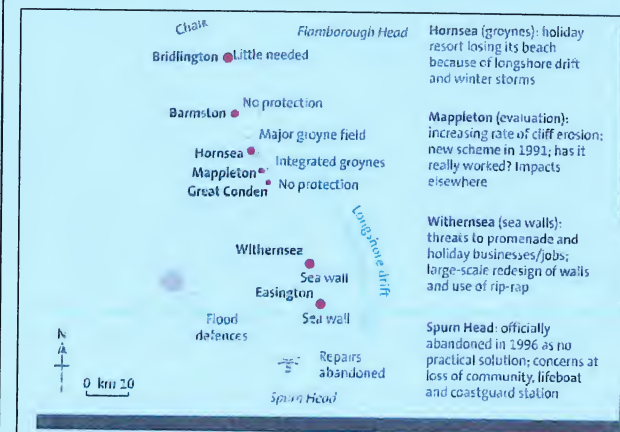 Chalk
Flamborough Head
Bridlington Little needed
No protection
Barmston
Major groyne field
Hornsea
Integrated groynes
Mappleton
No protection
Great Conden
Longshore drift
Withernsea
Sea wall
Easington
Sea wall
Flood
defences
Repairs
abandoned
N
0 km 10
Spurn Head
Hornsea (groynes): holiday
resort losing its beach
because of longshore drift
and winter storms
Mappleton (evaluation):
increasing rate of cliff erosion;
new scheme in 1991; has it
really worked? Impacts
elsewhere
Withernsea (sea walls):
threats to promenade and
holiday businesses/jobs;
large-scale redesign of walls
and use of rip-rap
Spurn Head: officially
abandoned in 1996 as no
practical solution; concerns at
loss of community, lifeboat
and coastguard station